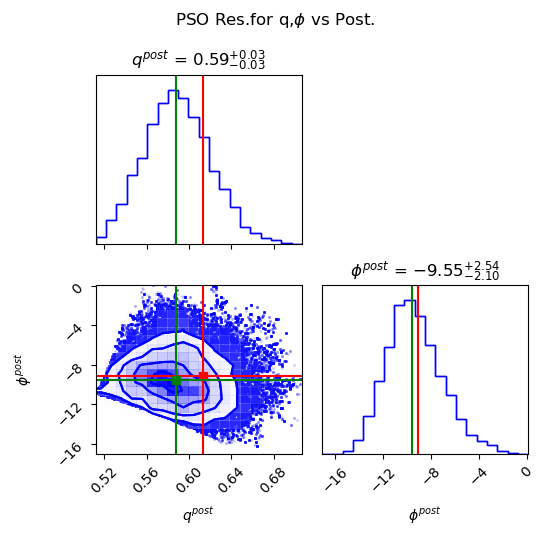 PSO Res.for q,ϕ vs Post.
q^post = 0.59^{+0.03}_{−0.03}
ϕ^post = −9.55^{+2.54}_{−2.10}
0
−4
−8
−12
−16
ϕ^post
0.52 0.56 0.60 0.64 0.68
−16 −12 −8 −4 0
q^post
ϕ^post